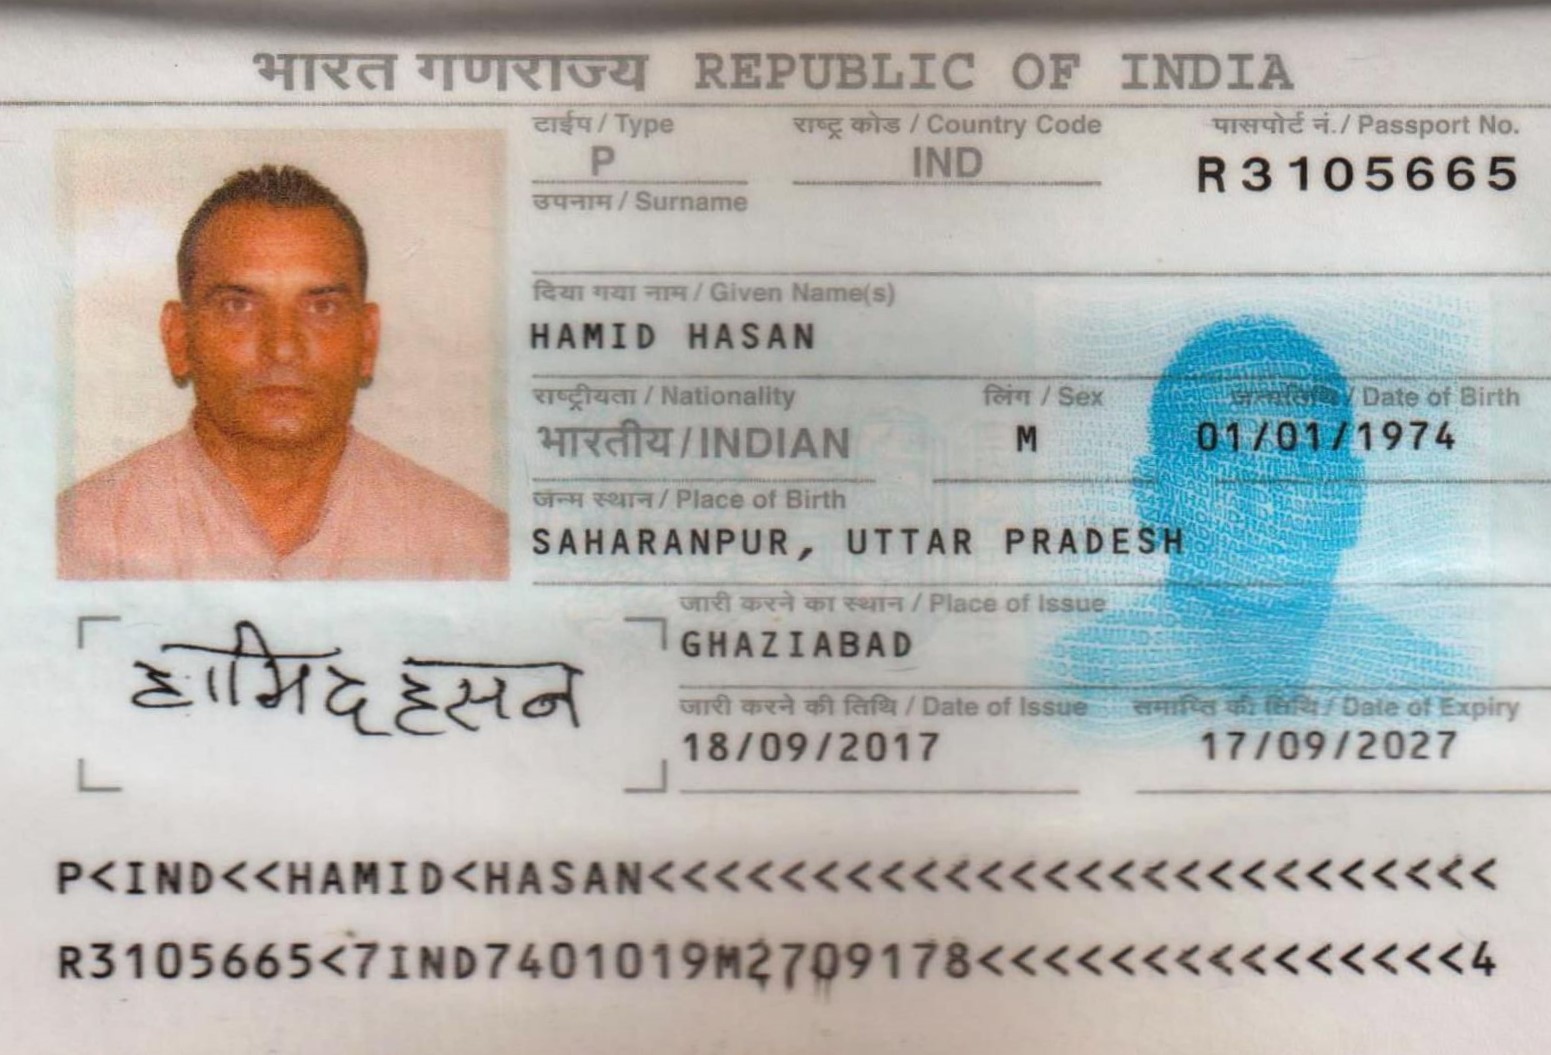 भारत गणराज्य REPUBLIC OF INDIA
टाईप / Type राष्ट्र कोड / Country Code पासपोर्ट नं. / Passport No.
P IND R3105665
उपनाम / Surname
दिया गया नाम / Given Name(s)
HAMID HASAN
राष्ट्रीयता / Nationality लिंग / Sex जन्मतिथि / Date of Birth
भारतीय / INDIAN M 01/01/1974
जन्म स्थान / Place of Birth
SAHARANPUR, UTTAR PRADESH
जारी करने का स्थान / Place of Issue
GHAZIABAD
हामिद हसन
जारी करने की तिथि / Date of Issue समाप्ति की तिथि / Date of Expiry
18/09/2017 17/09/2027
P<IND<<HAMID<HASAN<<<<<<<<<<<<<<<<<<<<<<<<<<
R3105665<7IND7401019M2709178<<<<<<<<<<<<<<<4